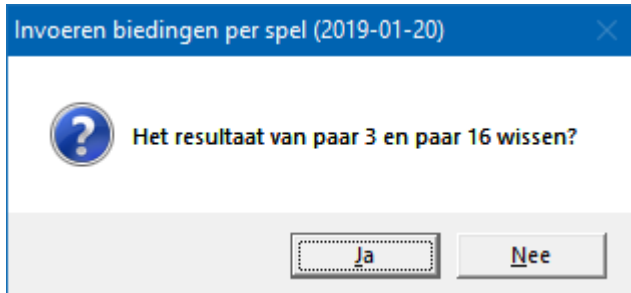 Invoeren biedingen per spel (2019-01-20)
Het resultaat van paar 3 en paar 16 wissen?
Ja
Nee